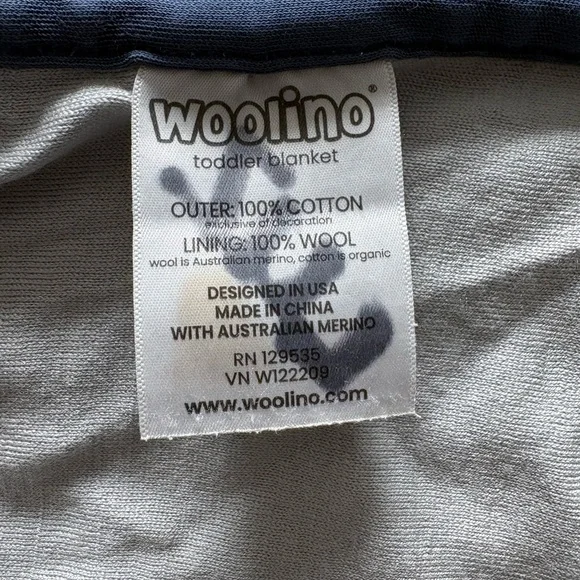 woolino®
toddler blanket
OUTER: 100% COTTON
exclusive of decoration
LINING: 100% WOOL
wool is Australian merino, cotton is organic
DESIGNED IN USA
MADE IN CHINA
WITH AUSTRALIAN MERINO
RN 129535
VN W122209
www.woolino.com